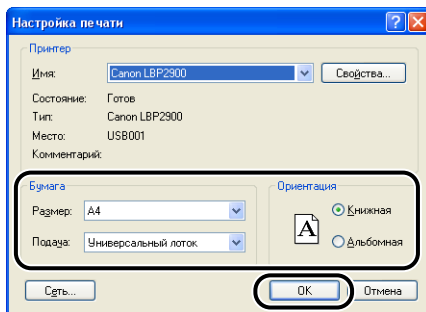 Настройка печати
Принтер
Имя: Canon LBP2900 Свойства...
Состояние: Готов
Тип: Canon LBP2900
Место: USB001
Комментарий:
Бумага Ориентация
Размер: A4 A Книжная
Подача: Универсальный лоток Альбомная
Сеть... OK Отмена